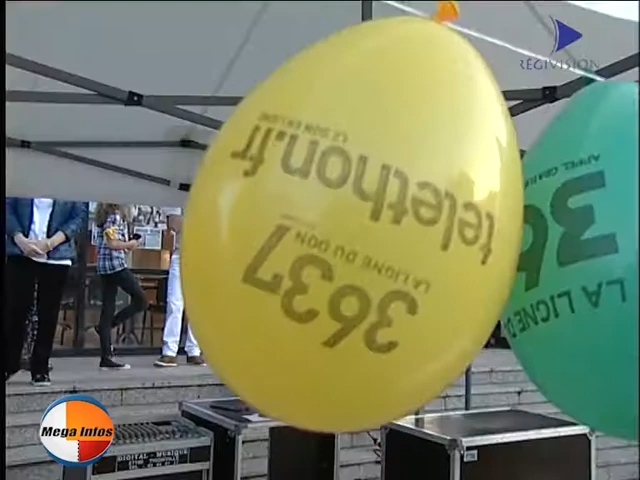 RÉGIVISION
LA LIGNE DU DON
3637
telethon.fr
LE DON EN LIGNE
APPEL GRATUIT
36
LA LIGNE D
Mega Infos
DIGITAL - MUSIQUE